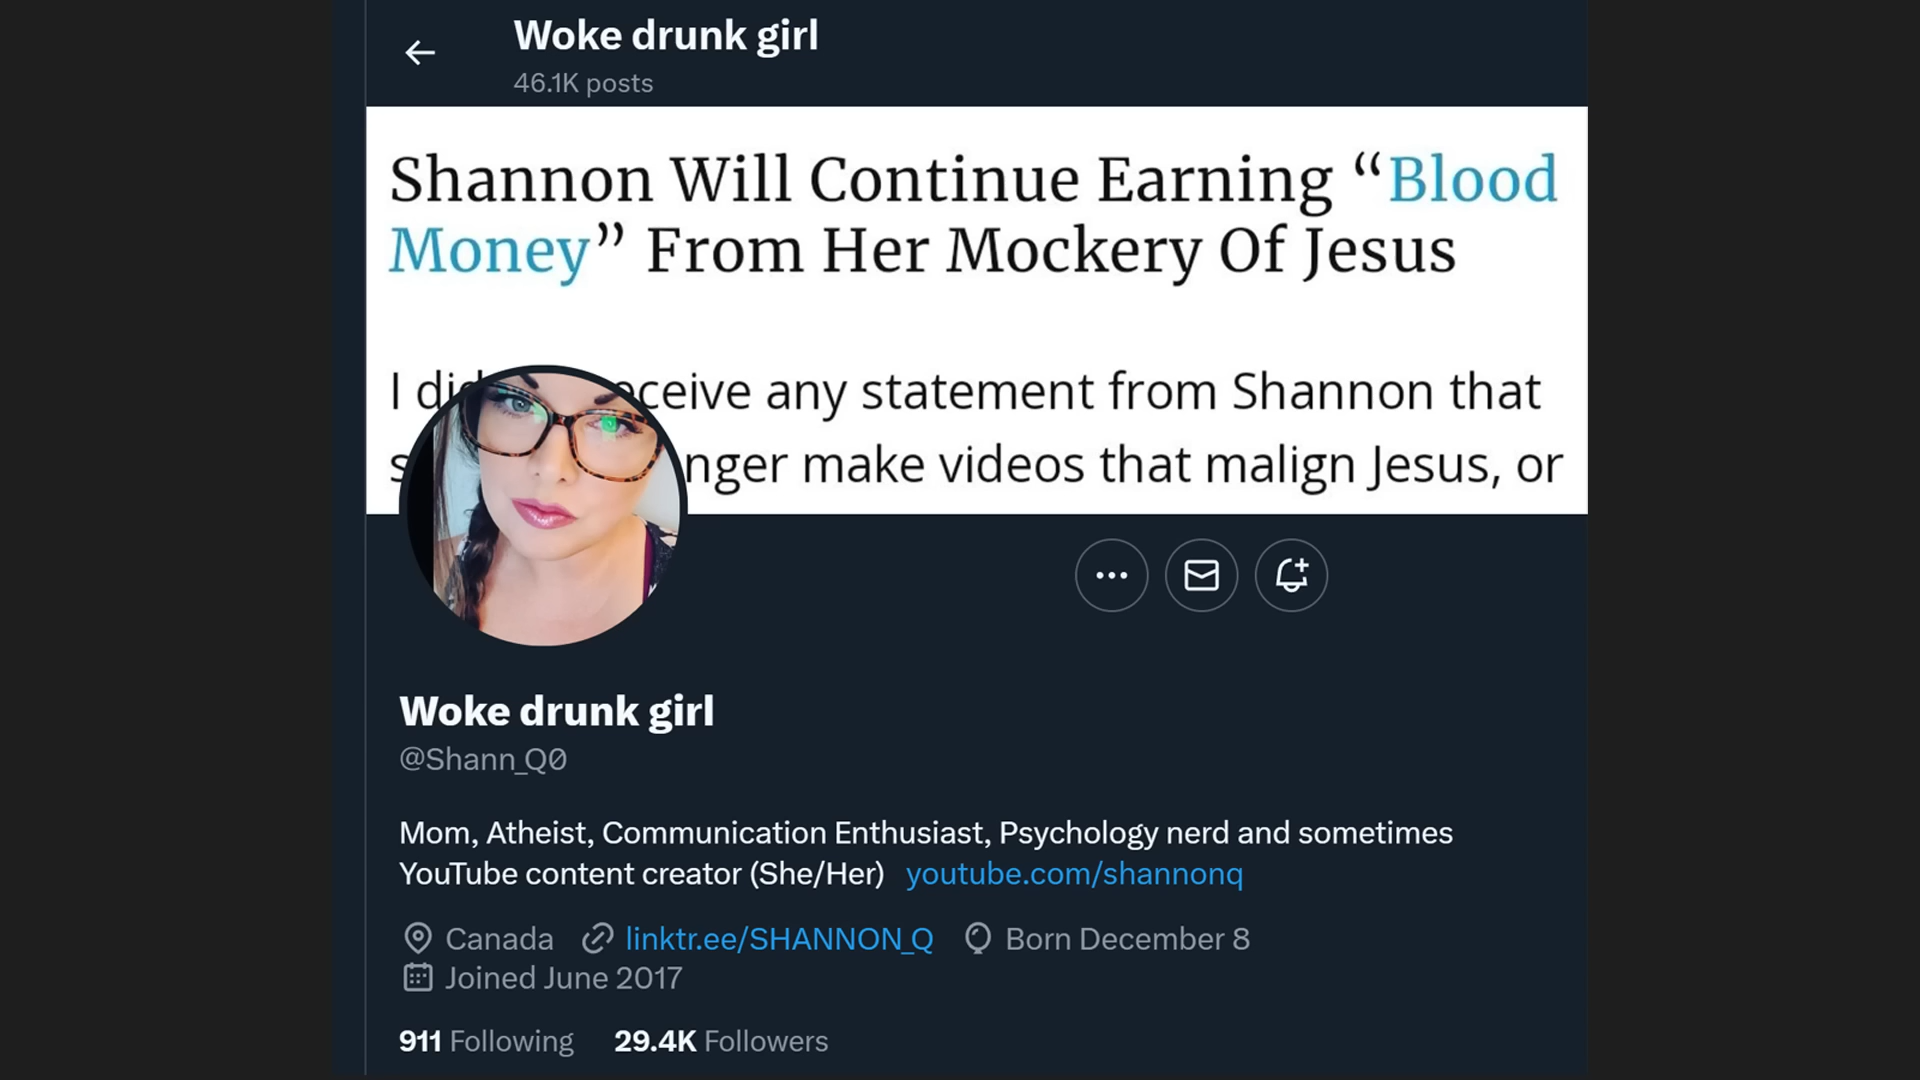 Woke drunk girl
46.1K posts
Shannon Will Continue Earning “Blood
Money” From Her Mockery Of Jesus
I did any statement from Shannon that
make videos that malign Jesus, or
Woke drunk girl
@Shann_Q0
Mom, Atheist, Communication Enthusiast, Psychology nerd and sometimes
YouTube content creator (She/Her) youtube.com/shannonq
Canada linktr.ee/SHANNON_Q Born December 8
Joined June 2017
911 Following 29.4K Followers